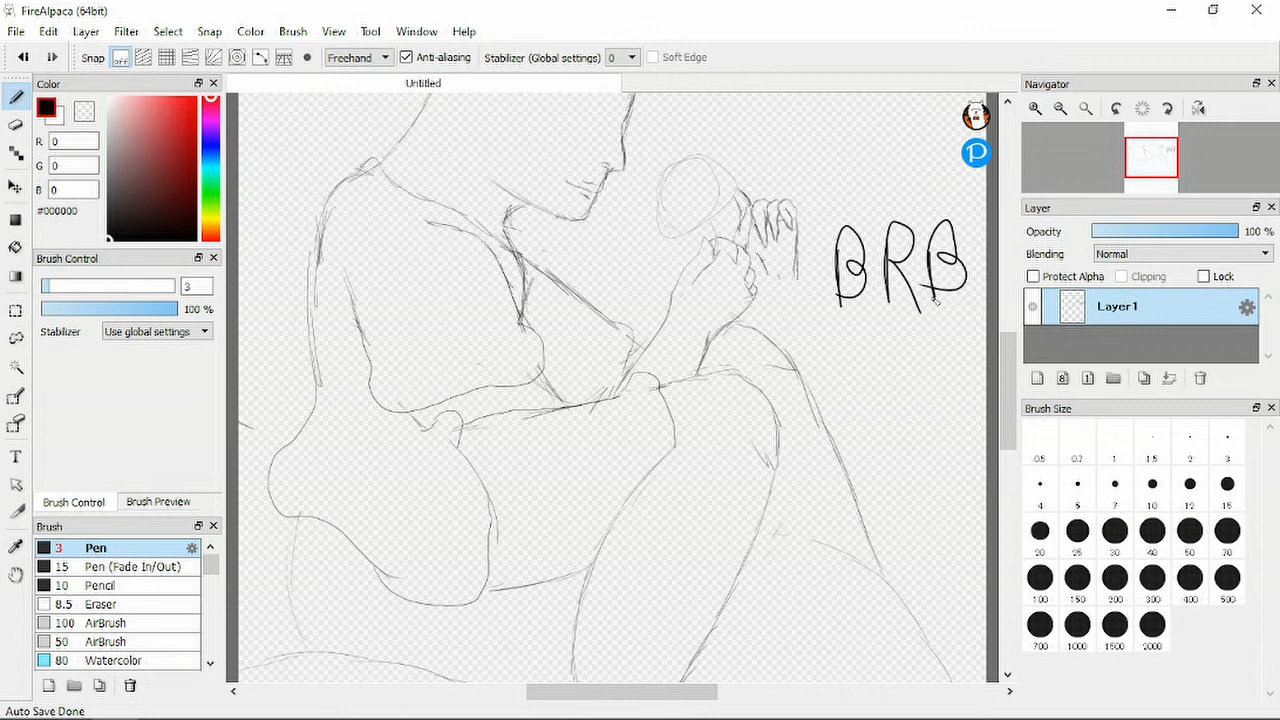 FireAlpaca (64bit)
File Edit Layer Filter Select Snap Color Brush View Tool Window Help
Snap off Freehand Anti-aliasing Stabilizer (Global settings) 0 Soft Edge
Color
R 0
G 0
B 0
#000000
Brush Control
3
100 %
Stabilizer Use global settings
Brush Control Brush Preview
Brush
3 Pen
15 Pen (Fade In/Out)
10 Pencil
8.5 Eraser
100 AirBrush
50 AirBrush
80 Watercolor
Auto Save Done
Untitled
BRB
P
Navigator
Layer
Opacity 100 %
Blending Normal
Protect Alpha Clipping Lock
Layer1
8 1
Brush Size
0.5 0.7 1 1.5 2 3
4 5 7 10 12 15
20 25 30 40 50 70
100 150 200 300 400 500
700 1000 1500 2000